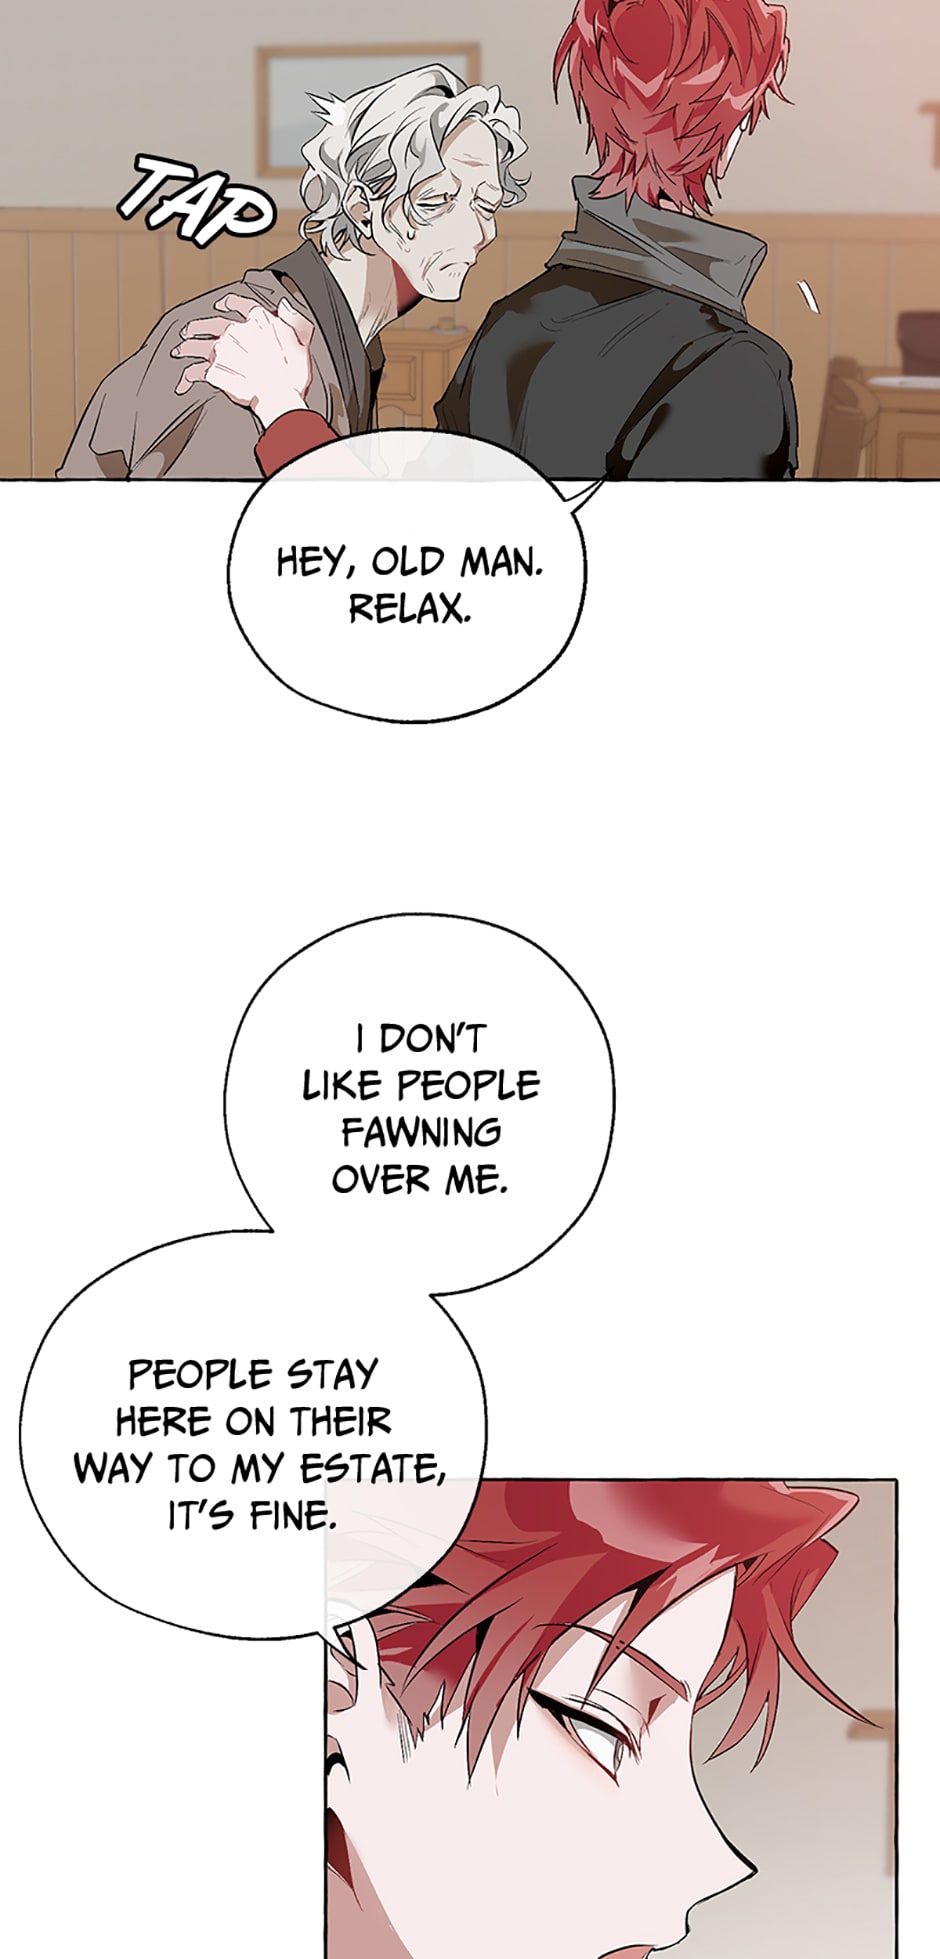 TAP
HEY, OLD MAN.
RELAX.
I DON'T
LIKE PEOPLE
FAWNING
OVER ME.
PEOPLE STAY
HERE ON THEIR
WAY TO MY ESTATE,
IT'S FINE.